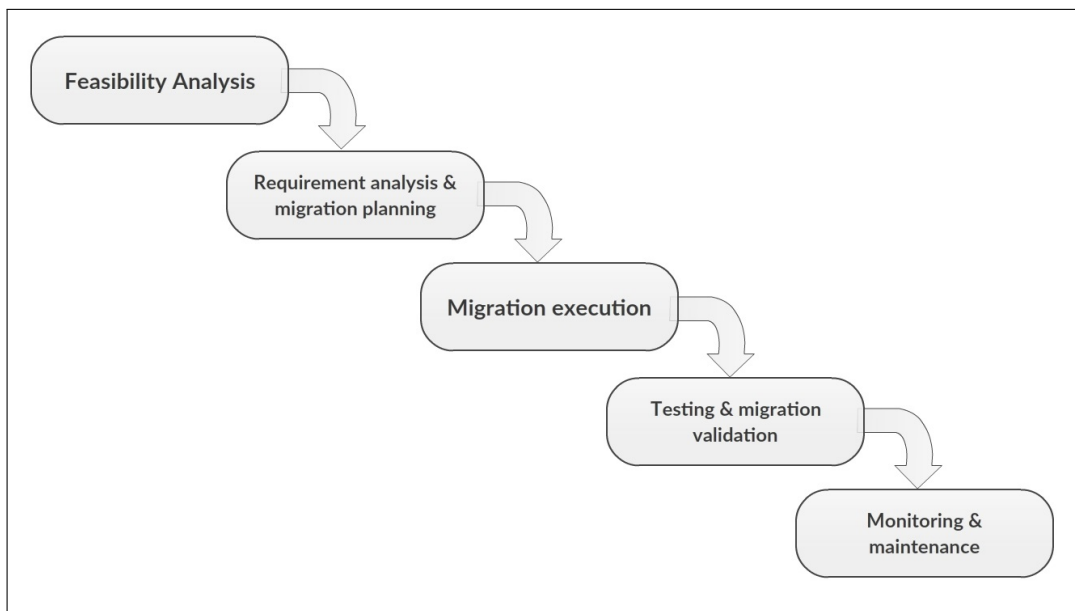 Feasibility Analysis
Requirement analysis &
migration planning
Migration execution
Testing & migration
validation
Monitoring &
maintenance